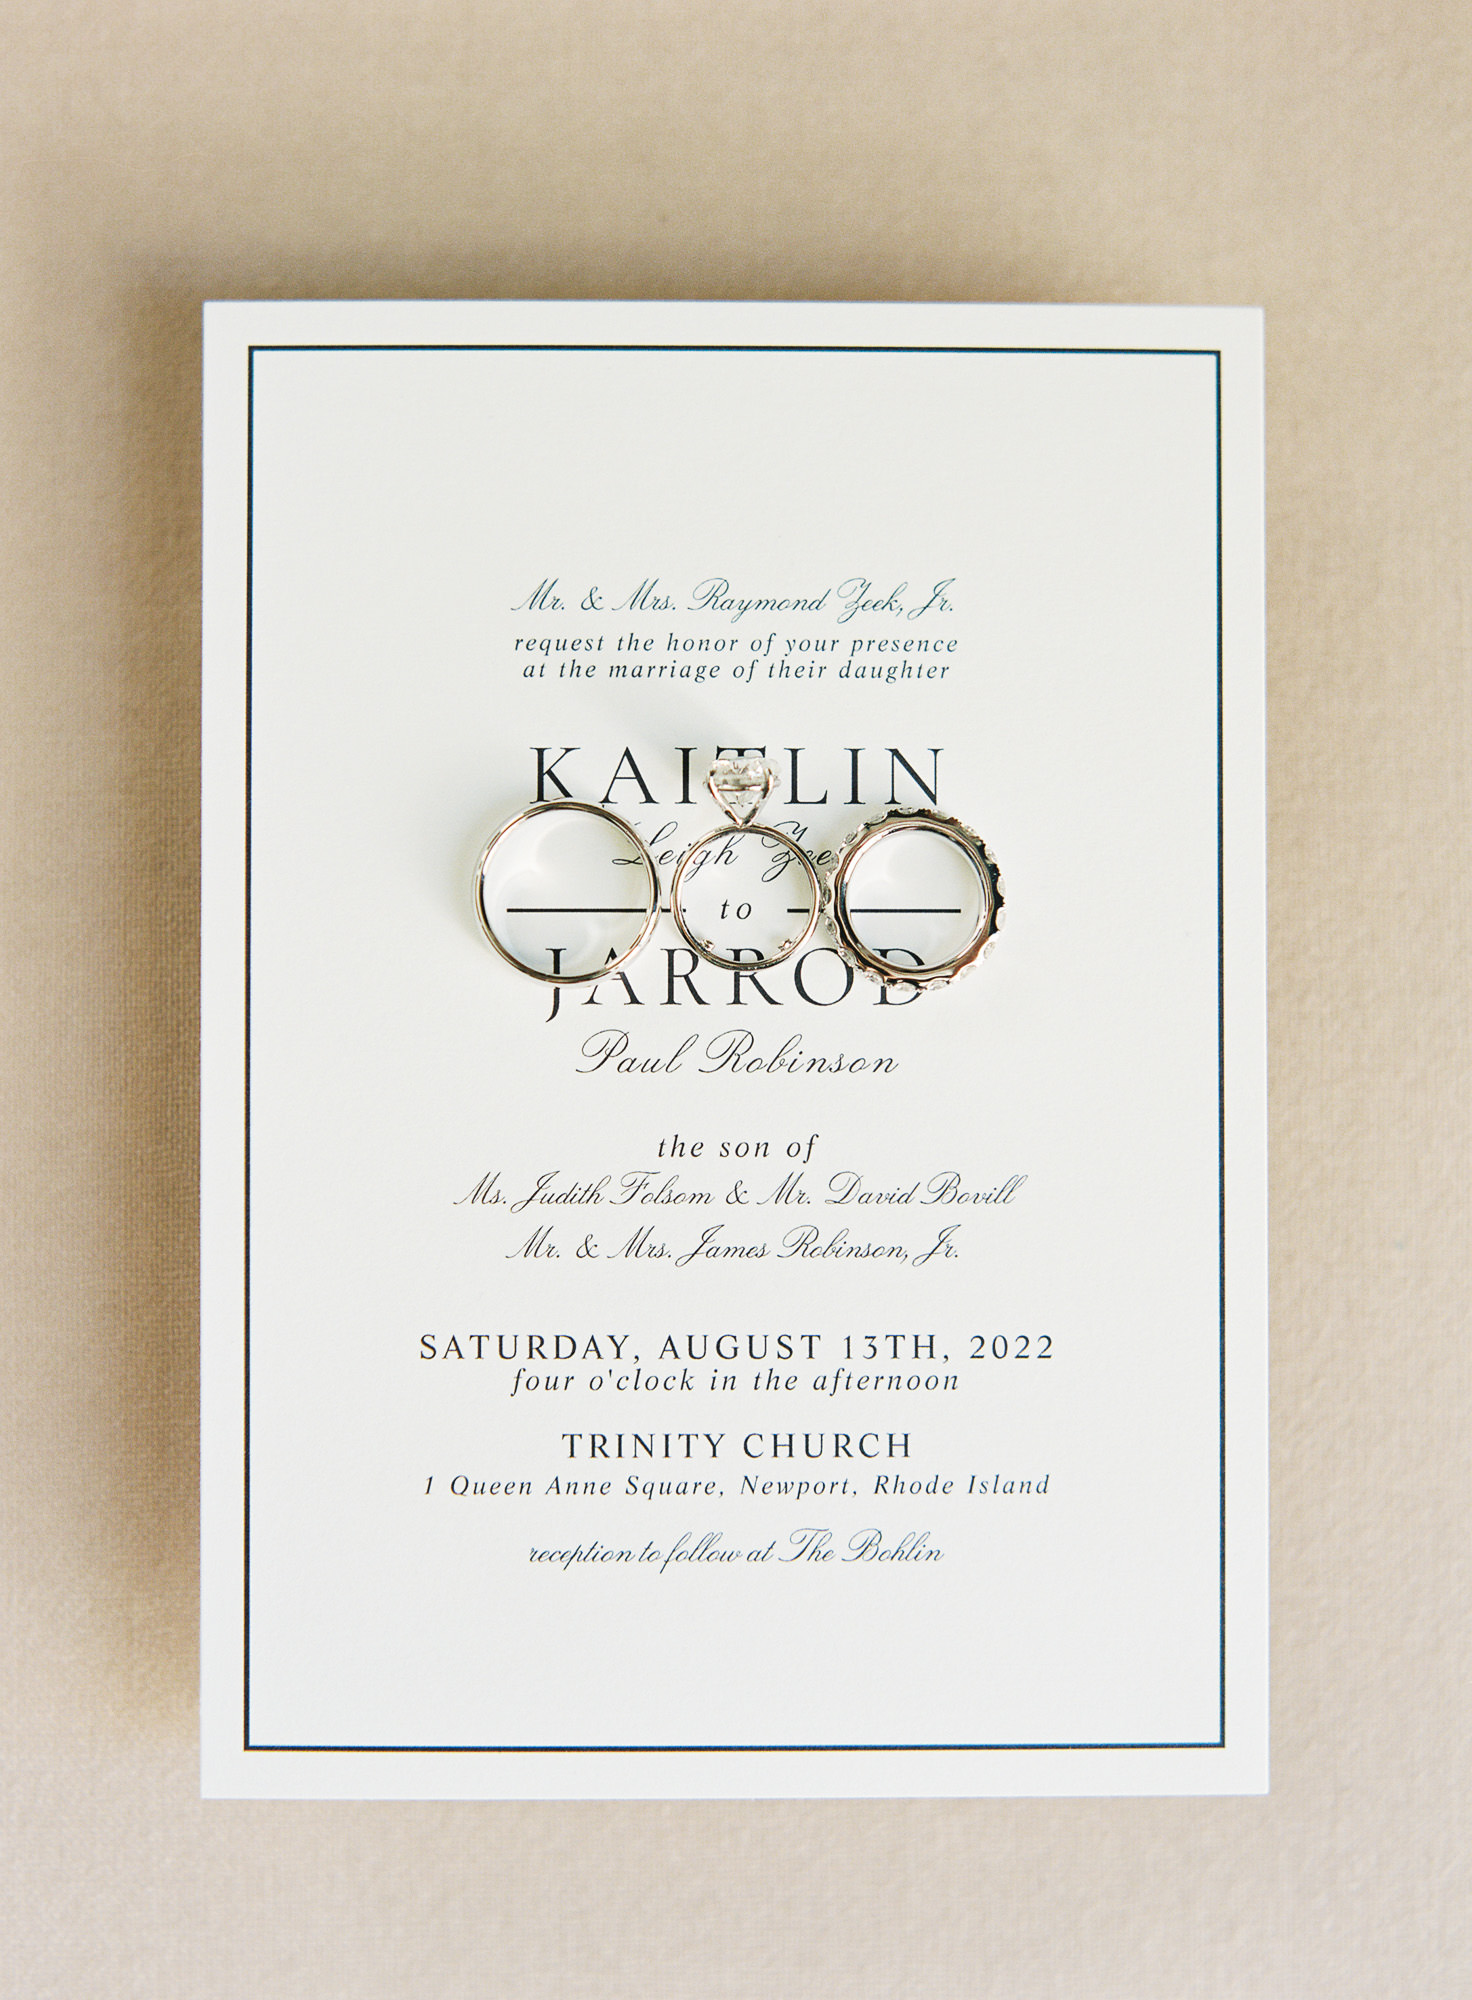 Mr. & Mrs. Raymond Zeek, Jr.
request the honor of your presence
at the marriage of their daughter
KAITLIN
Leigh Zeek
to
JARROD
Paul Robinson
the son of
Ms. Judith Folsom & Mr. David Bovill
Mr. & Mrs. James Robinson, Jr.
SATURDAY, AUGUST 13TH, 2022
four o'clock in the afternoon
TRINITY CHURCH
1 Queen Anne Square, Newport, Rhode Island
reception to follow at The Bohlin